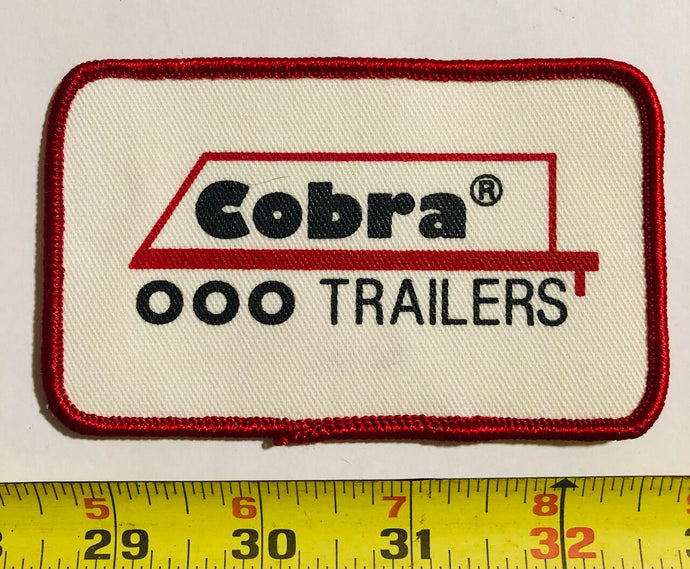 Cobra®
OOO TRAILERS
5 6 7 8
29 30 31 32